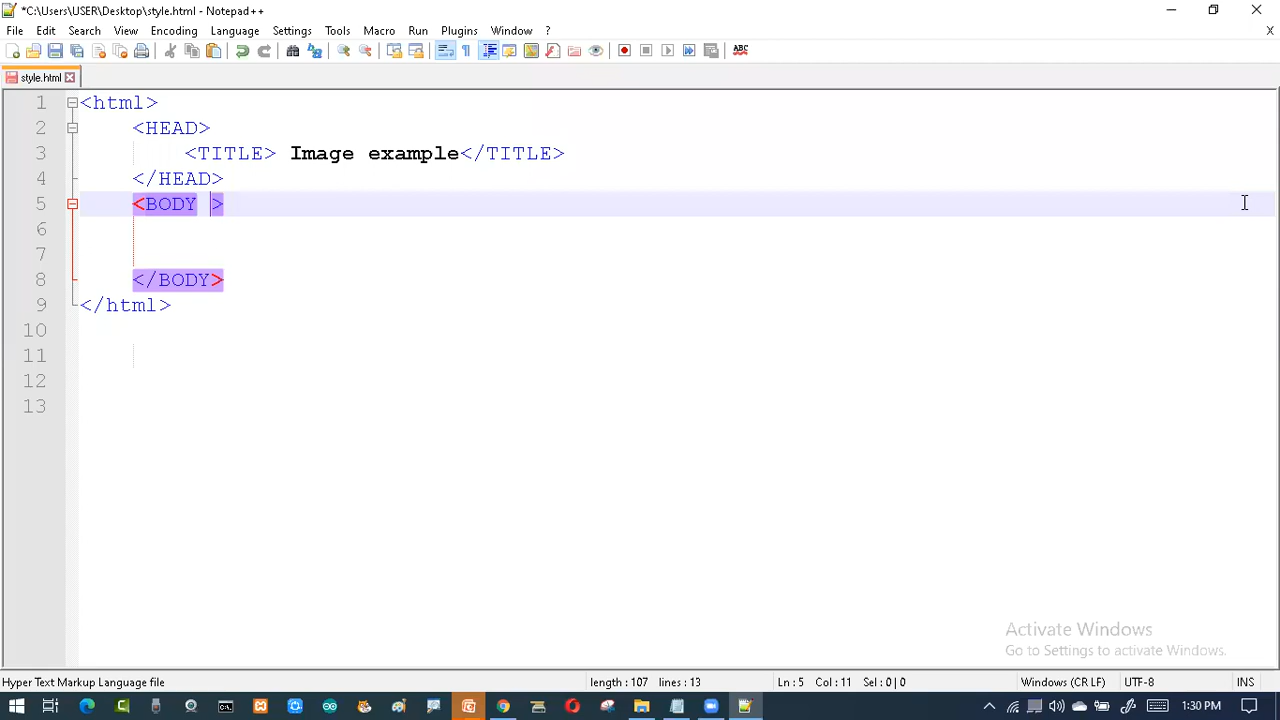 *C:\Users\USER\Desktop\style.html - Notepad++
File Edit Search View Encoding Language Settings Tools Macro Run Plugins Window ?
X
ABC
style.html
1 <html>
2 <HEAD>
3 <TITLE> Image example</TITLE>
4 </HEAD>
5 <BODY >
6
7
8 </BODY>
9 </html>
10
11
12
13
Activate Windows
Go to Settings to activate Windows.
Hyper Text Markup Language file length : 107 lines : 13 Ln : 5 Col : 11 Sel : 0 | 0 Windows (CR LF) UTF-8 INS
1:30 PM